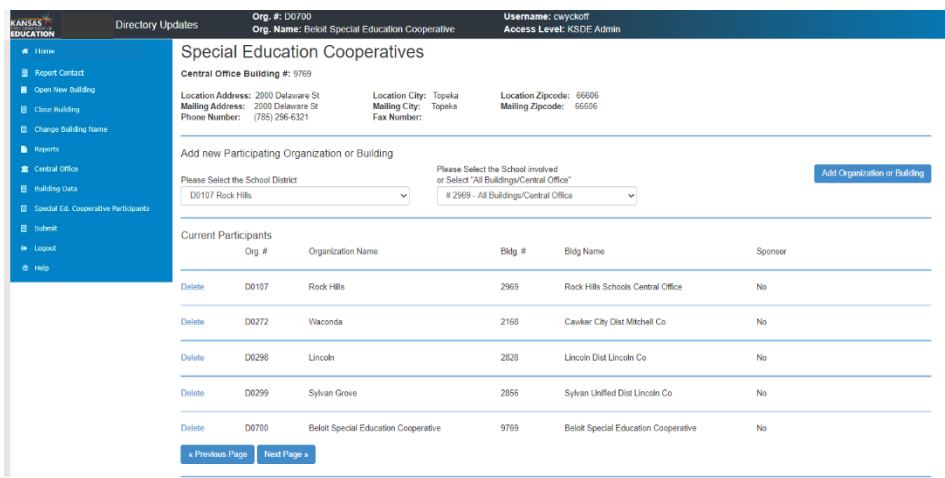 KANSAS
EDUCATION
Directory Updates
Org. #: D0700
Org. Name: Beloit Special Education Cooperative
Username: cwyckoff
Access Level: KSDE Admin
Home
Report Contact
Open New Building
Close Building
Change Building Name
Reports
Central Office
Building Data
Special Ed. Cooperative Participants
Submit
Logout
Help
Special Education Cooperatives
Central Office Building #: 9769
Location Address: 2000 Delaware St Location City: Topeka Location Zipcode: 66606
Mailing Address: 2000 Delaware St Mailing City: Topeka Mailing Zipcode: 66606
Phone Number: (785) 296-6321 Fax Number:
Add new Participating Organization or Building
Please Select the School District
D0107 Rock Hills
Please Select the School involved
or Select "All Buildings/Central Office"
# 2969 - All Buildings/Central Office
Add Organization or Building
Current Participants
Org. # Organization Name Bldg. # Bldg Name Sponsor
Delete D0107 Rock Hills 2969 Rock Hills Schools Central Office No
Delete D0272 Waconda 2168 Cawker City Dist Mitchell Co No
Delete D0298 Lincoln 2828 Lincoln Dist Lincoln Co No
Delete D0299 Sylvan Grove 2856 Sylvan Unified Dist Lincoln Co No
Delete D0700 Beloit Special Education Cooperative 9769 Beloit Special Education Cooperative No
« Previous Page Next Page »